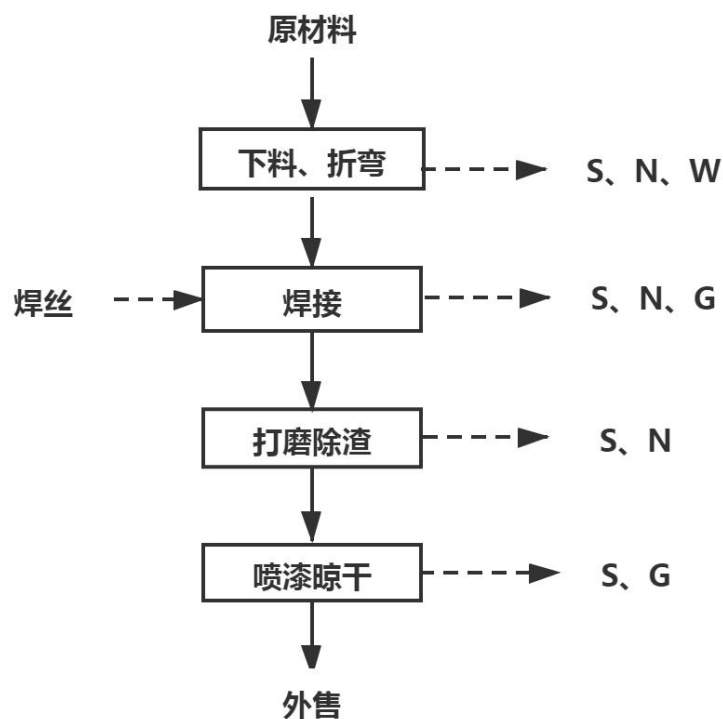 原材料
下料、折弯
S、N、W
焊丝
焊接
S、N、G
打磨除渣
S、N
喷漆晾干
S、G
外售